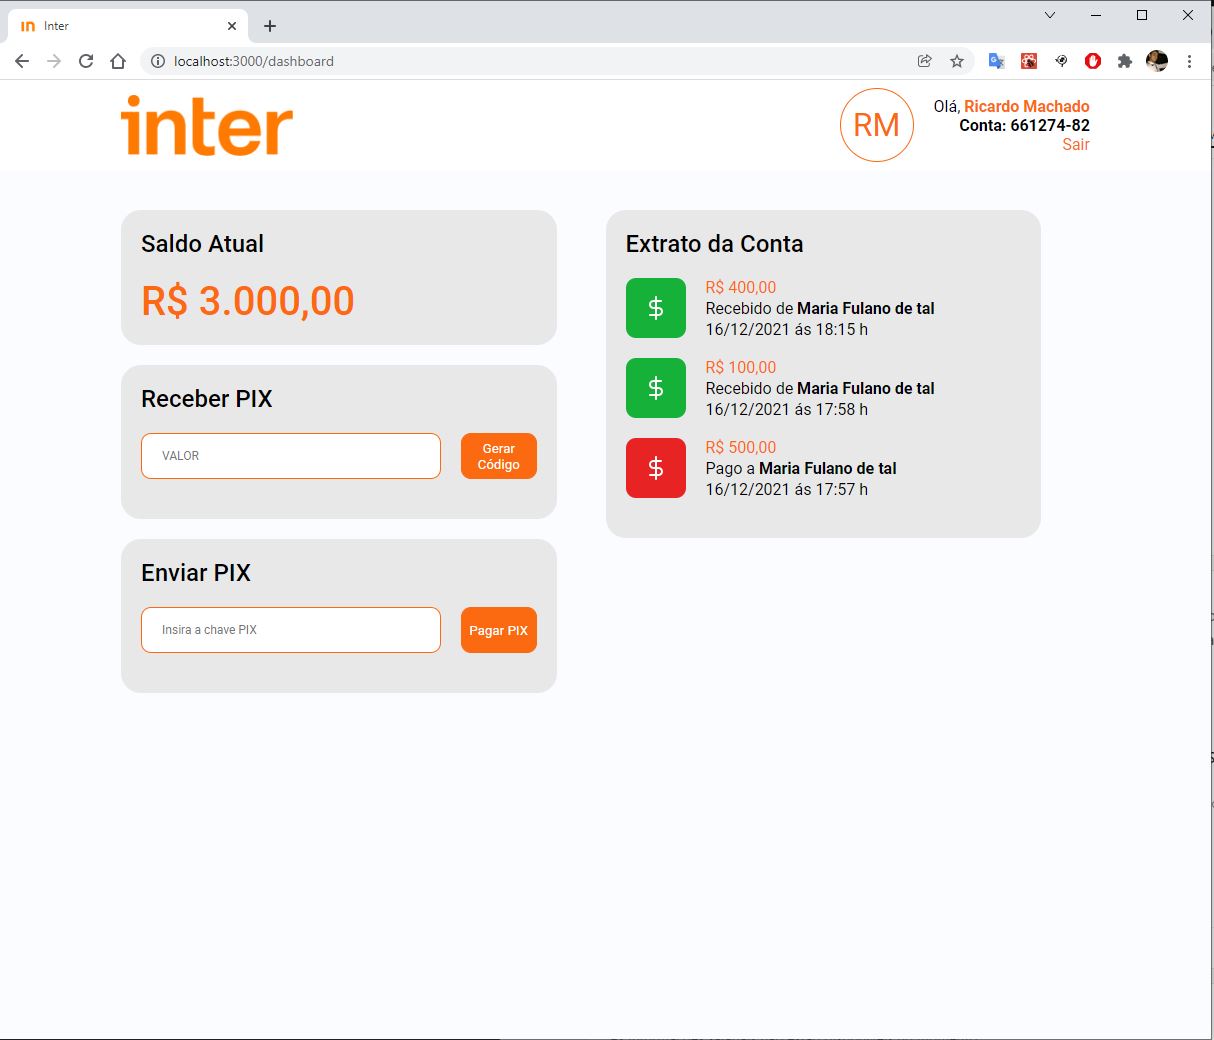 in Inter
localhost:3000/dashboard
inter
RM
Olá, Ricardo Machado
Conta: 661274-82
Sair
Saldo Atual
R$ 3.000,00
Receber PIX
VALOR
Gerar
Código
Enviar PIX
Insira a chave PIX
Pagar PIX
Extrato da Conta
$
R$ 400,00
Recebido de Maria Fulano de tal
16/12/2021 ás 18:15 h
$
R$ 100,00
Recebido de Maria Fulano de tal
16/12/2021 ás 17:58 h
$
R$ 500,00
Pago a Maria Fulano de tal
16/12/2021 ás 17:57 h